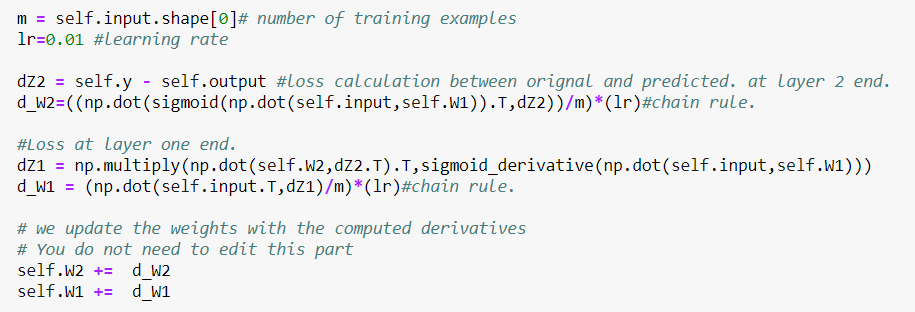 m = self.input.shape[0]# number of training examples
lr=0.01 #learning rate
dZ2 = self.y - self.output #Loss calculation between orignal and predicted. at layer 2 end.
d_W2=((np.dot(sigmoid(np.dot(self.input,self.W1)).T,dZ2))/m)*(lr)#chain rule.
#Loss at layer one end.
dZ1 = np.multiply(np.dot(self.W2,dZ2.T).T,sigmoid_derivative(np.dot(self.input,self.W1)))
d_W1 = (np.dot(self.input.T,dZ1)/m)*(lr)#chain rule.
# we update the weights with the computed derivatives
# You do not need to edit this part
self.W2 += d_W2
self.W1 += d_W1